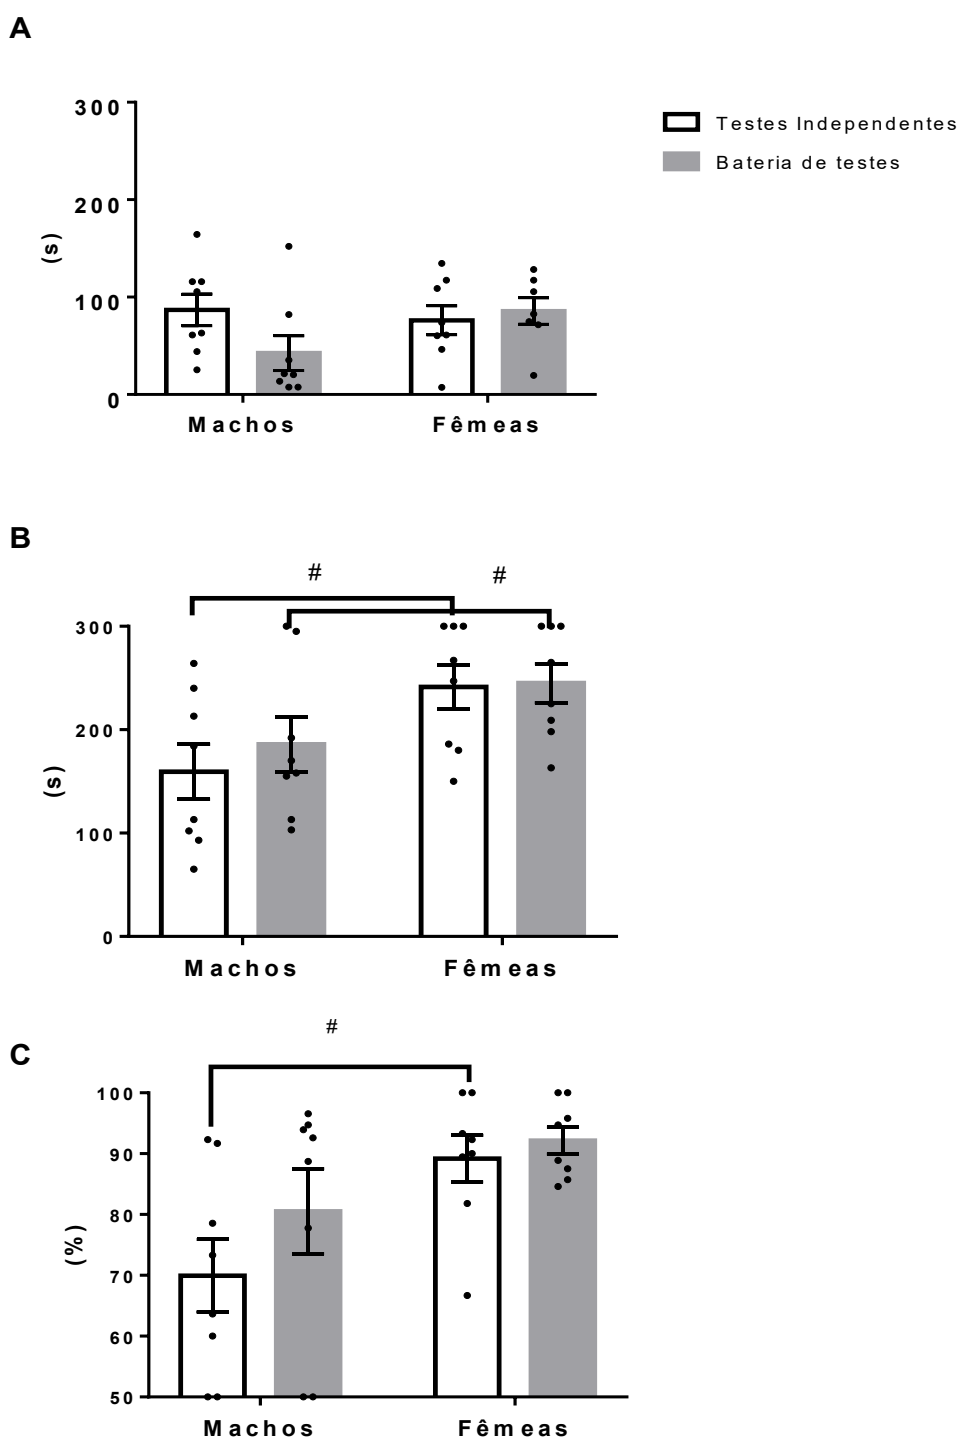 A
300
200
100
0
(s)
Machos
Fêmeas
Testes Independentes
Bateria de testes
B
#
#
300
200
100
0
(s)
Machos
Fêmeas
C
#
100
90
80
70
60
50
(%)
Machos
Fêmeas